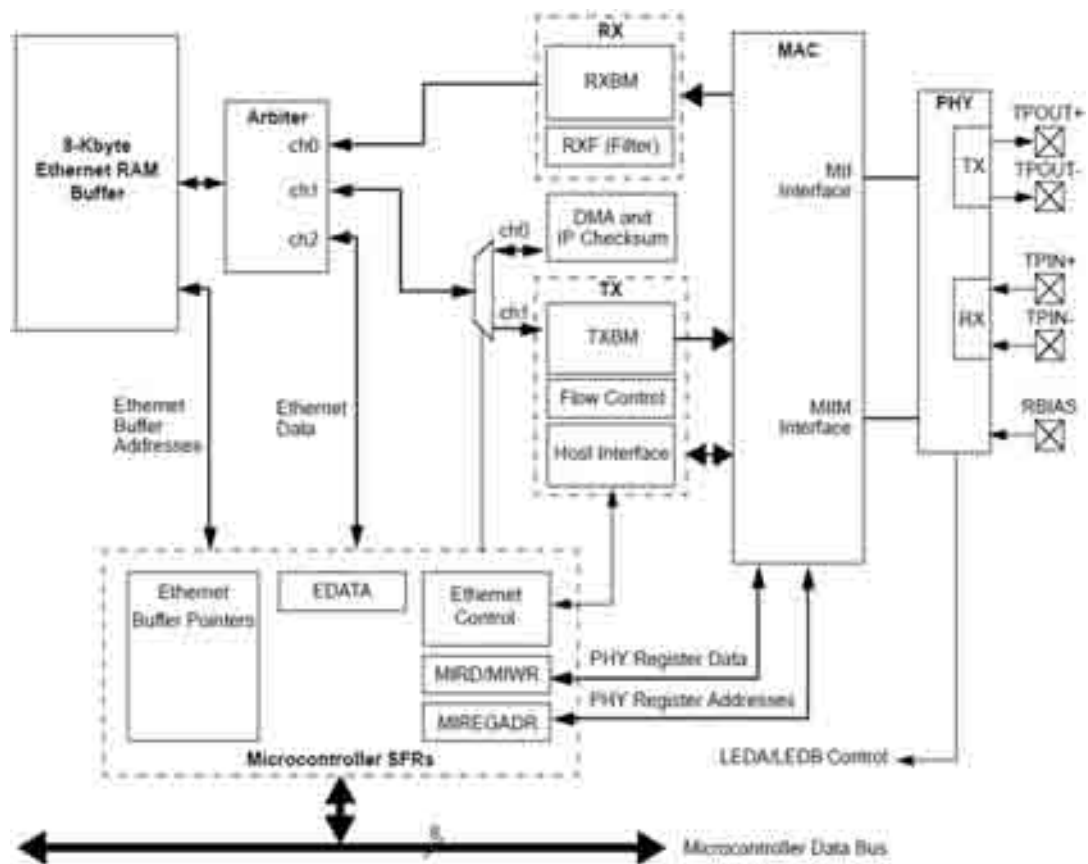 8-Kbyte
Ethernet RAM
Buffer
Arbiter
ch0
ch1
ch2
RX
RXBM
RXF (Filter)
DMA and
IP Checksum
ch0
ch1
TX
TXBM
Flow Control
Host Interface
MAC
MII
Interface
MIIM
Interface
PHY
TX
RX
TPOUT+
TPOUT-
TPIN+
TPIN-
RBIAS
Ethernet
Buffer
Addresses
Ethernet
Data
Ethernet
Buffer Pointers
EDATA
Ethernet
Control
MIRD/MIWR
MIREGADR
Microcontroller SFRs
PHY Register Data
PHY Register Addresses
LEDA/LEDB Control
8
Microcontroller Data Bus